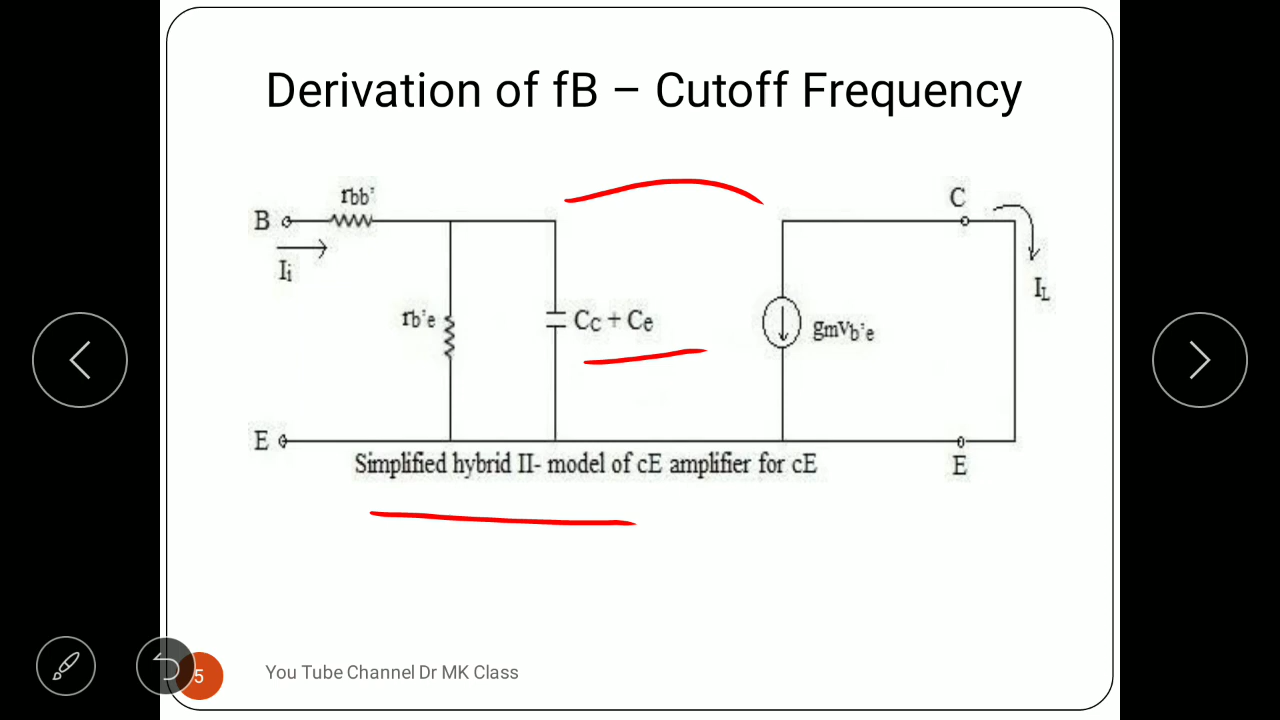 Derivation of fB – Cutoff Frequency
rbb'
B
C
Ii
IL
rb'e
Cc + Ce
gmVb'e
E
E
Simplified hybrid II- model of cE amplifier for cE
5
You Tube Channel Dr MK Class